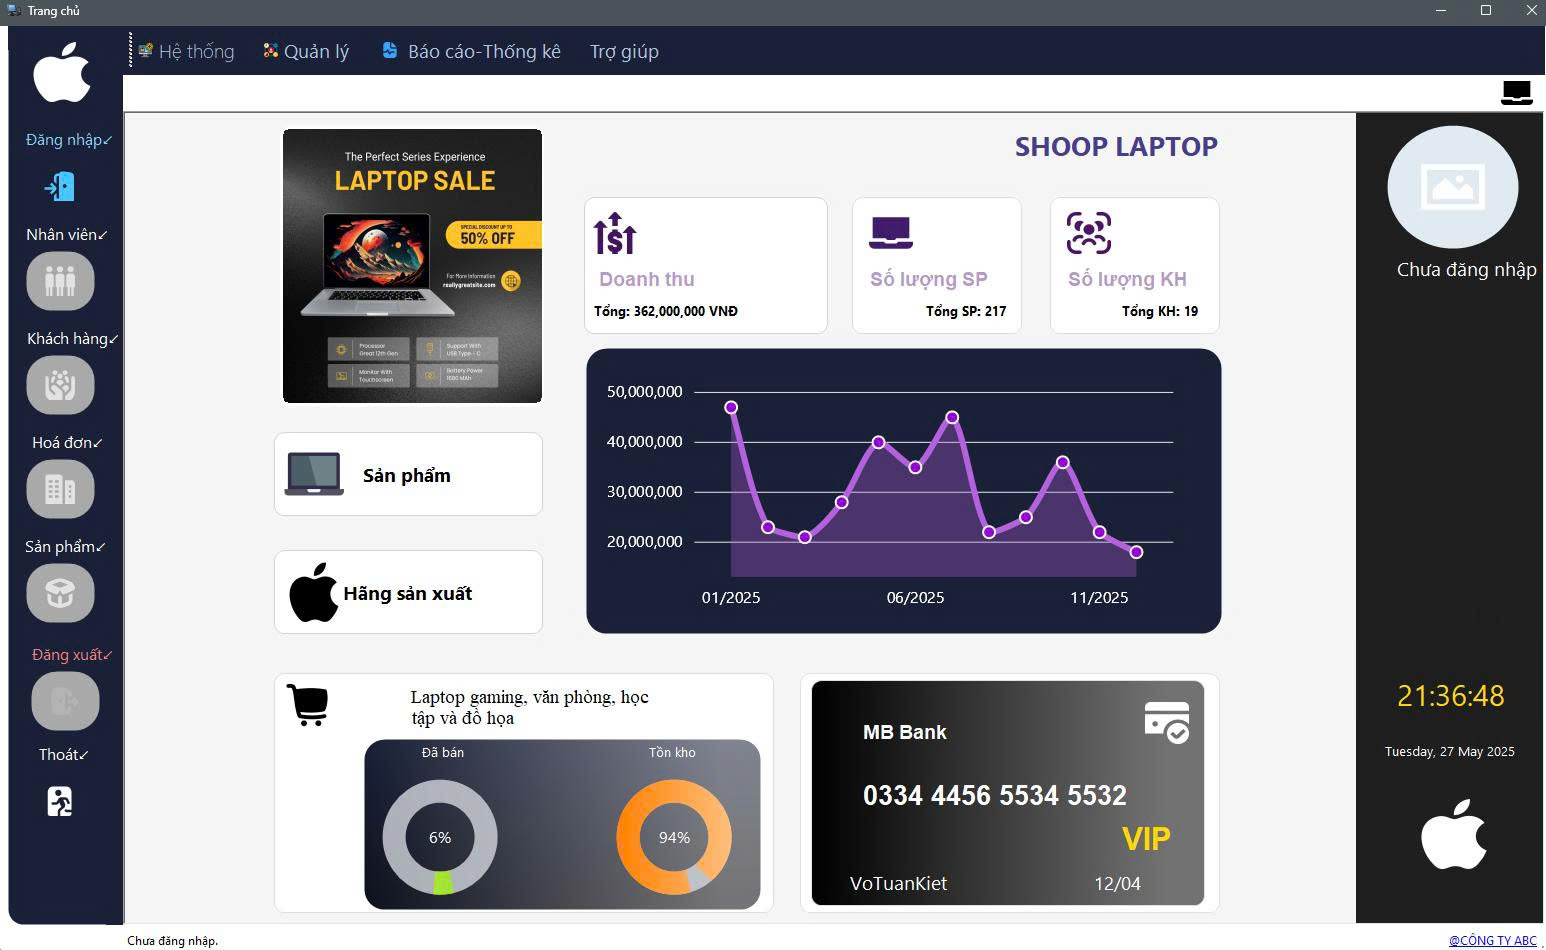 Trang chủ
Hệ thống
Quản lý
Báo cáo-Thống kê
Trợ giúp
Đăng nhập↙
Nhân viên↙
Khách hàng↙
Hoá đơn↙
Sản phẩm↙
Đăng xuất↙
Thoát↙
The Perfect Series Experience
LAPTOP SALE
SPECIAL DISCOUNT UP TO
50% OFF
For More Information
reallygreatsite.com
Processor
Great 12th Gen
Support With
USB Type - C
Monitor With
Touchscreen
Battery Power
1500 MAh
SHOOP LAPTOP
Doanh thu
Tổng: 362,000,000 VNĐ
Số lượng SP
Tổng SP: 217
Số lượng KH
Tổng KH: 19
50,000,000
40,000,000
30,000,000
20,000,000
01/2025
06/2025
11/2025
Sản phẩm
Hãng sản xuất
Laptop gaming, văn phòng, học
tập và đồ họa
Đã bán
Tồn kho
6%
94%
MB Bank
0334 4456 5534 5532
VIP
VoTuanKiet
12/04
Chưa đăng nhập
21:36:48
Tuesday, 27 May 2025
Chưa đăng nhập.
@CÔNG TY ABC